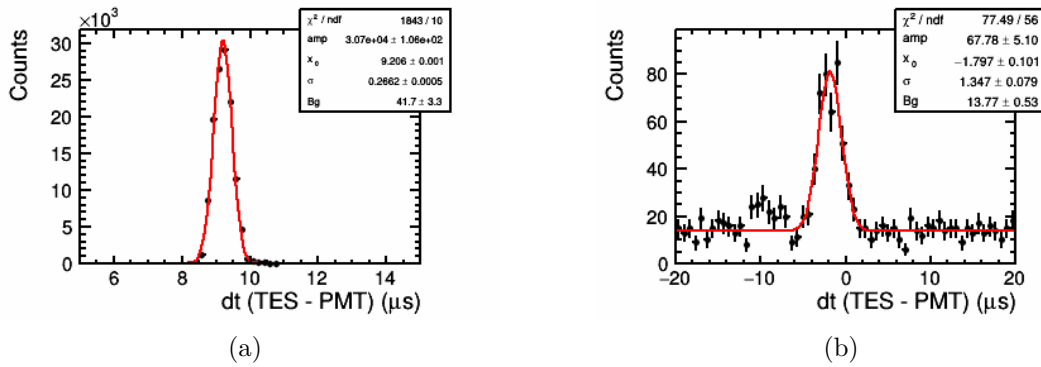 ×10³
Counts
30
25
20
15
10
5
0
6 8 10 12 14
dt (TES - PMT) (μs)
χ² / ndf 1843 / 10
amp 3.07e+04 ± 1.06e+02
x₀ 9.206 ± 0.001
σ 0.2662 ± 0.0005
Bg 41.7 ± 3.3
(a)
Counts
80
60
40
20
0
−20 −10 0 10 20
dt (TES - PMT) (μs)
χ² / ndf 77.49 / 56
amp 67.78 ± 5.10
x₀ −1.797 ± 0.101
σ 1.347 ± 0.079
Bg 13.77 ± 0.53
(b)